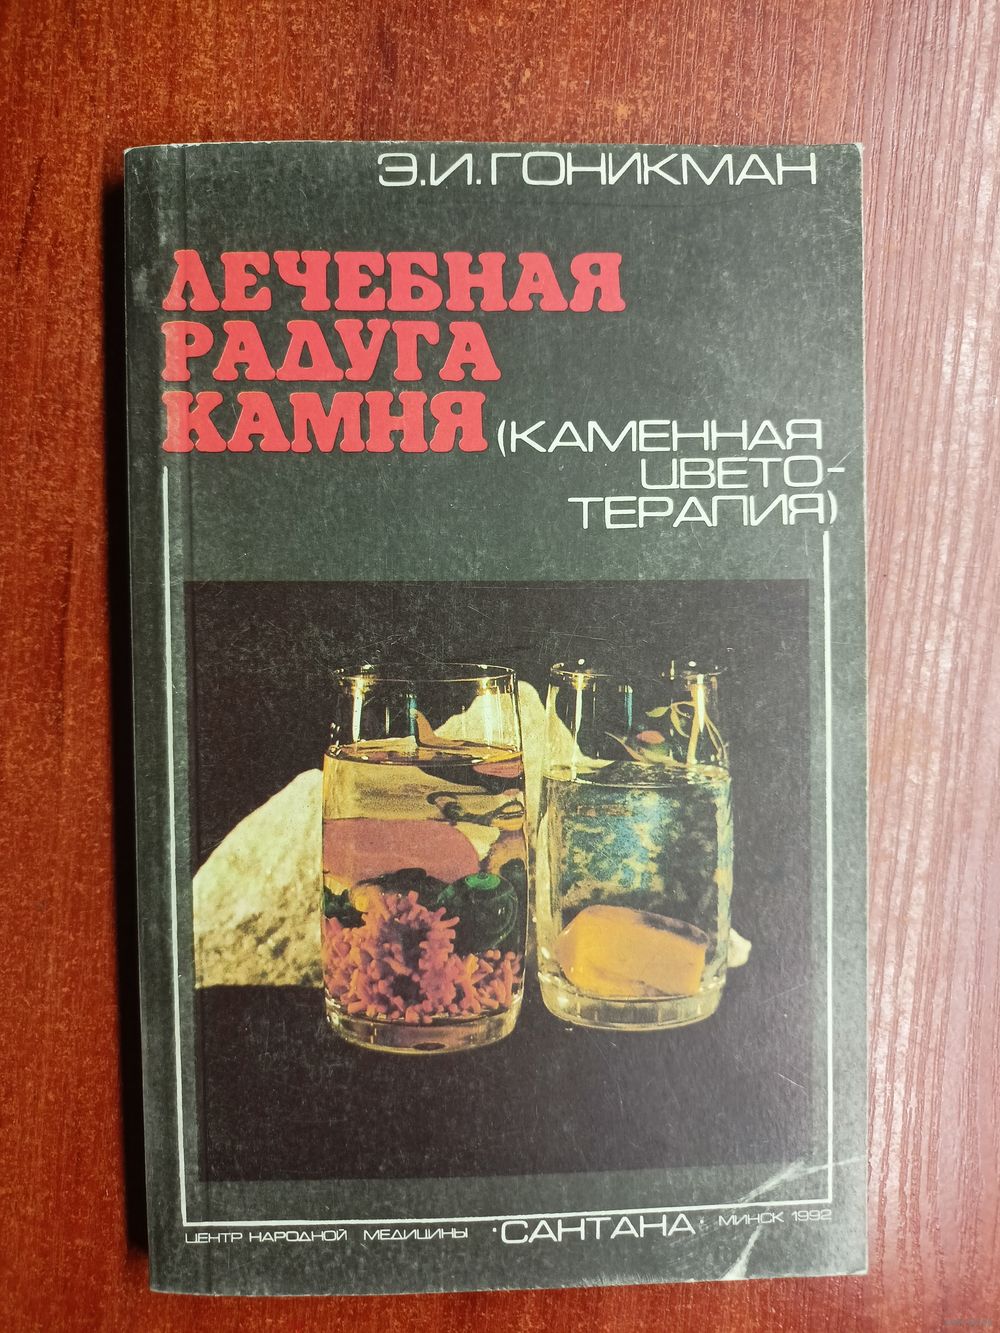 Э.И.ГОНИКМАН
ЛЕЧЕБНАЯ
РАДУГА
КАМНЯ
(КАМЕННАЯ
ЦВЕТО-
ТЕРАПИЯ)
ЦЕНТР НАРОДНОЙ МЕДИЦИНЫ "САНТАНА" МИНСК 1992